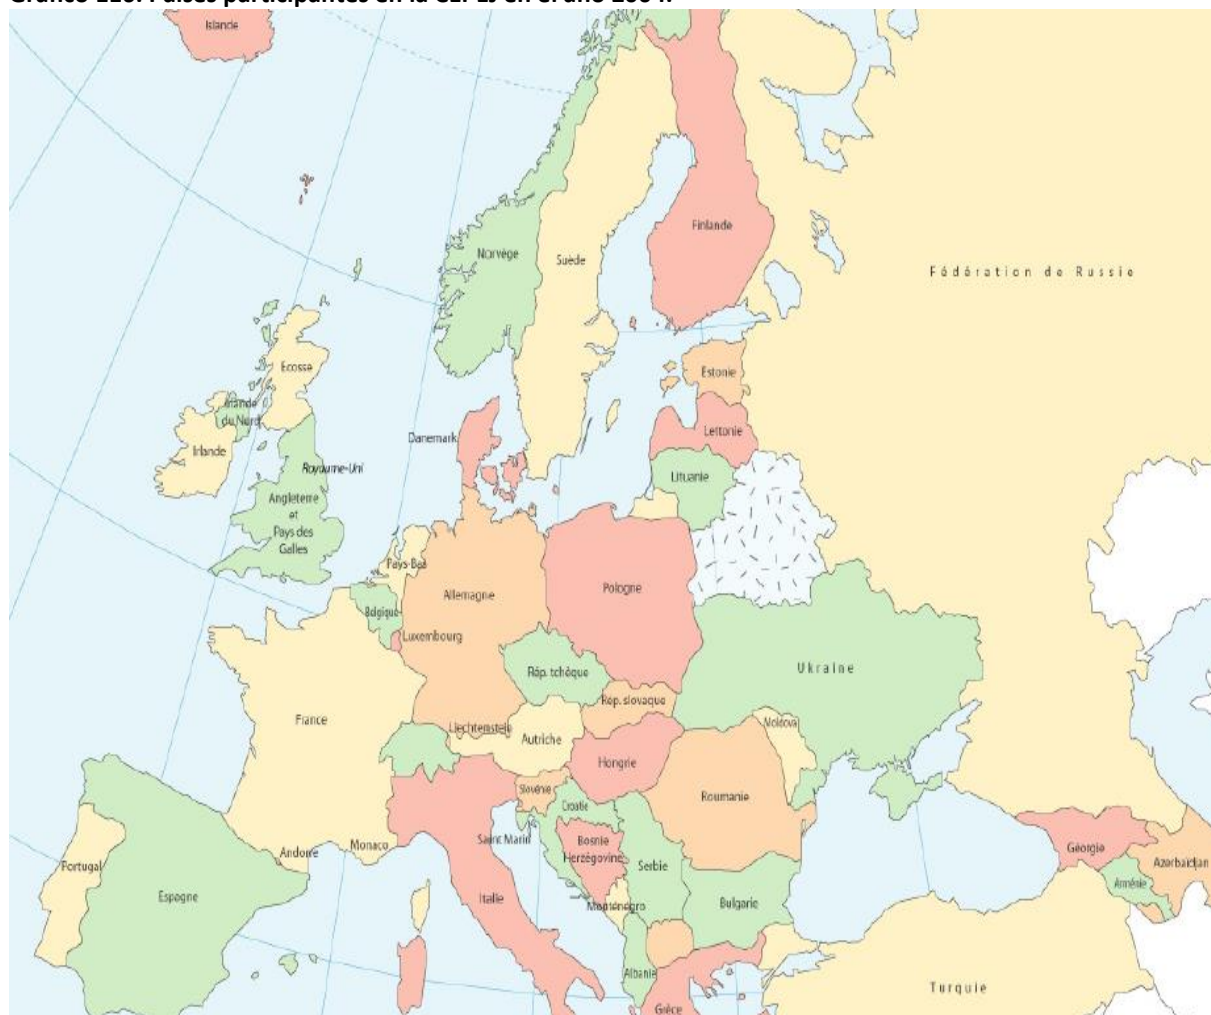 Gráfico 110. Países participantes en la CEPEJ en el año 2004.
Islande
Finlande
Norvège
Suède
Fédération de Russie
Ecosse
Estonie
Irlande
du Nord
Danemark
Lettonie
Irlande
Royaume-Uni
Lituanie
Angleterre
et
Pays des
Galles
Pays-Bas
Pologne
Allemagne
Belgique
Luxembourg
Ukraine
Rép. tchèque
Rép. slovaque
France
Liechtenstein
Autriche
Moldova
Hongrie
Slovénie
Roumanie
Croatie
Saint Marin
Bosnie
Herzégovine
Monaco
Andorre
Portugal
Serbie
Géorgie
Azerbaïdjan
Arménie
Espagne
Italie
Monténégro
Bulgarie
Albanie
Turquie
Grèce